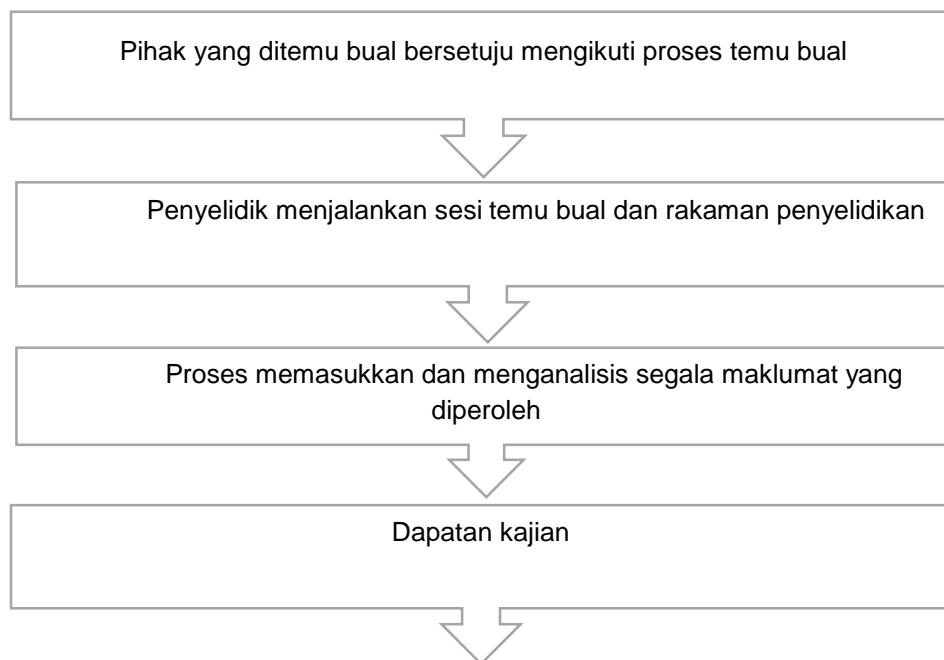 Pihak yang ditemu bual bersetuju mengikuti proses temu bual
Penyelidik menjalankan sesi temu bual dan rakaman penyelidikan
Proses memasukkan dan menganalisis segala maklumat yang
diperoleh
Dapatan kajian